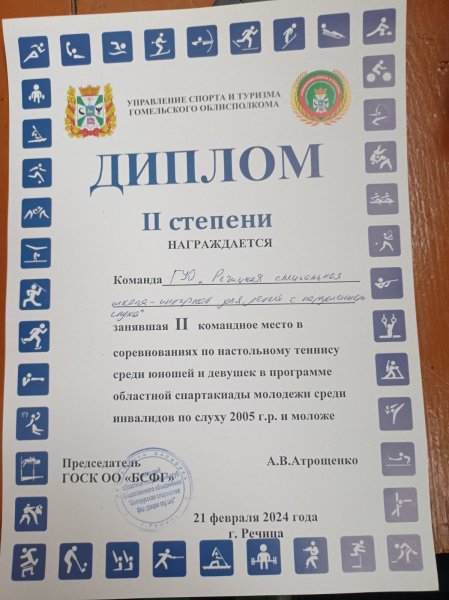 УПРАВЛЕНИЕ СПОРТА И ТУРИЗМА
ГОМЕЛЬСКОГО ОБЛИСПОЛКОМА
ДИПЛОМ
II степени
НАГРАЖДАЕТСЯ
Команда ГУО „Речицкая специальная
школа-интернат для детей с нарушением
слуха"
занявшая II командное место в
соревнованиях по настольному теннису
среди юношей и девушек в программе
областной спартакиады молодежи среди
инвалидов по слуху 2005 г.р. и моложе
Председатель
ГОСК ОО «БСФГ»
А.В.Атрощенко
21 февраля 2024 года
г. Речица